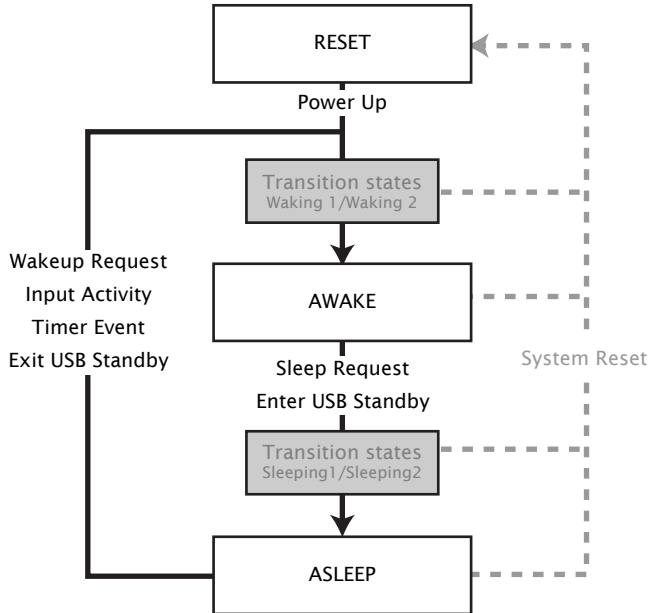 RESET
Power Up
Transition states
Waking 1/Waking 2
Wakeup Request
Input Activity
Timer Event
Exit USB Standby
AWAKE
Sleep Request
Enter USB Standby
System Reset
Transition states
Sleeping1/Sleeping2
ASLEEP